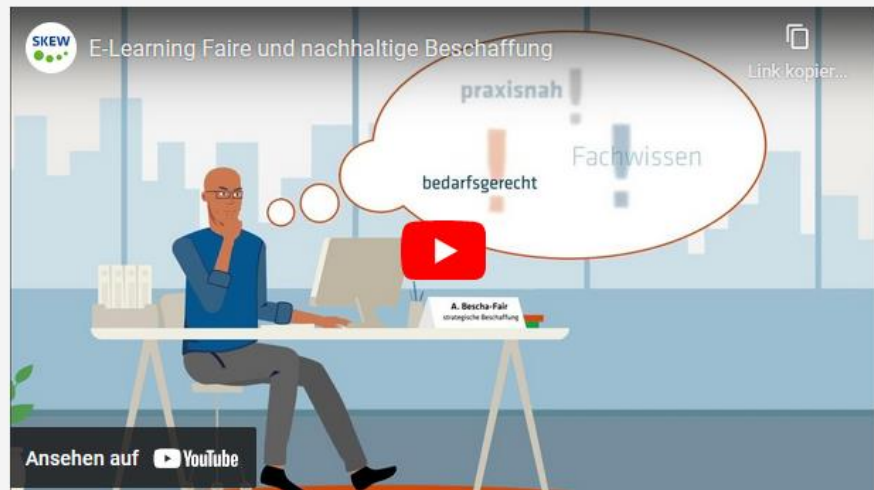 SKEW
E-Learning Faire und nachhaltige Beschaffung
Link kopier...
praxisnah
Fachwissen
bedarfsgerecht
A. Bescha-Fair
strategische Beschaffung
Ansehen auf YouTube